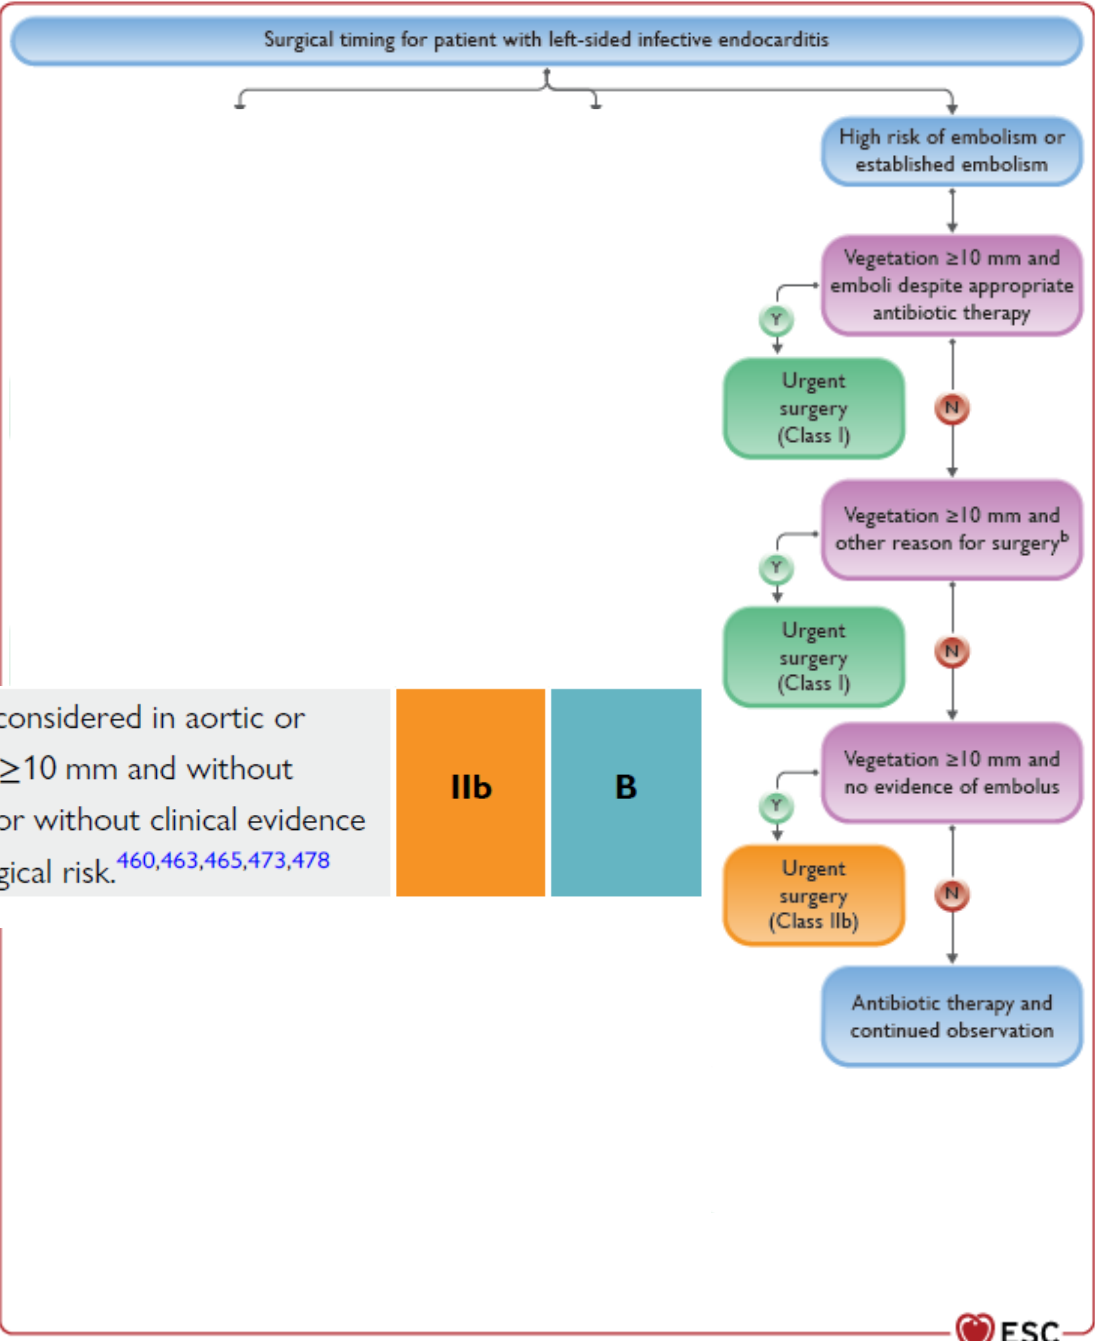 Surgical timing for patient with left-sided infective endocarditis
High risk of embolism or
established embolism
Vegetation ≥10 mm and
emboli despite appropriate
antibiotic therapy
Y
Urgent
surgery
(Class I)
N
Vegetation ≥10 mm and
other reason for surgeryᵇ
Y
Urgent
surgery
(Class I)
N
considered in aortic or
≥10 mm and without
or without clinical evidence
gical risk.460,463,465,473,478
IIb
B
Vegetation ≥10 mm and
no evidence of embolus
Y
Urgent
surgery
(Class IIb)
N
Antibiotic therapy and
continued observation
ESC